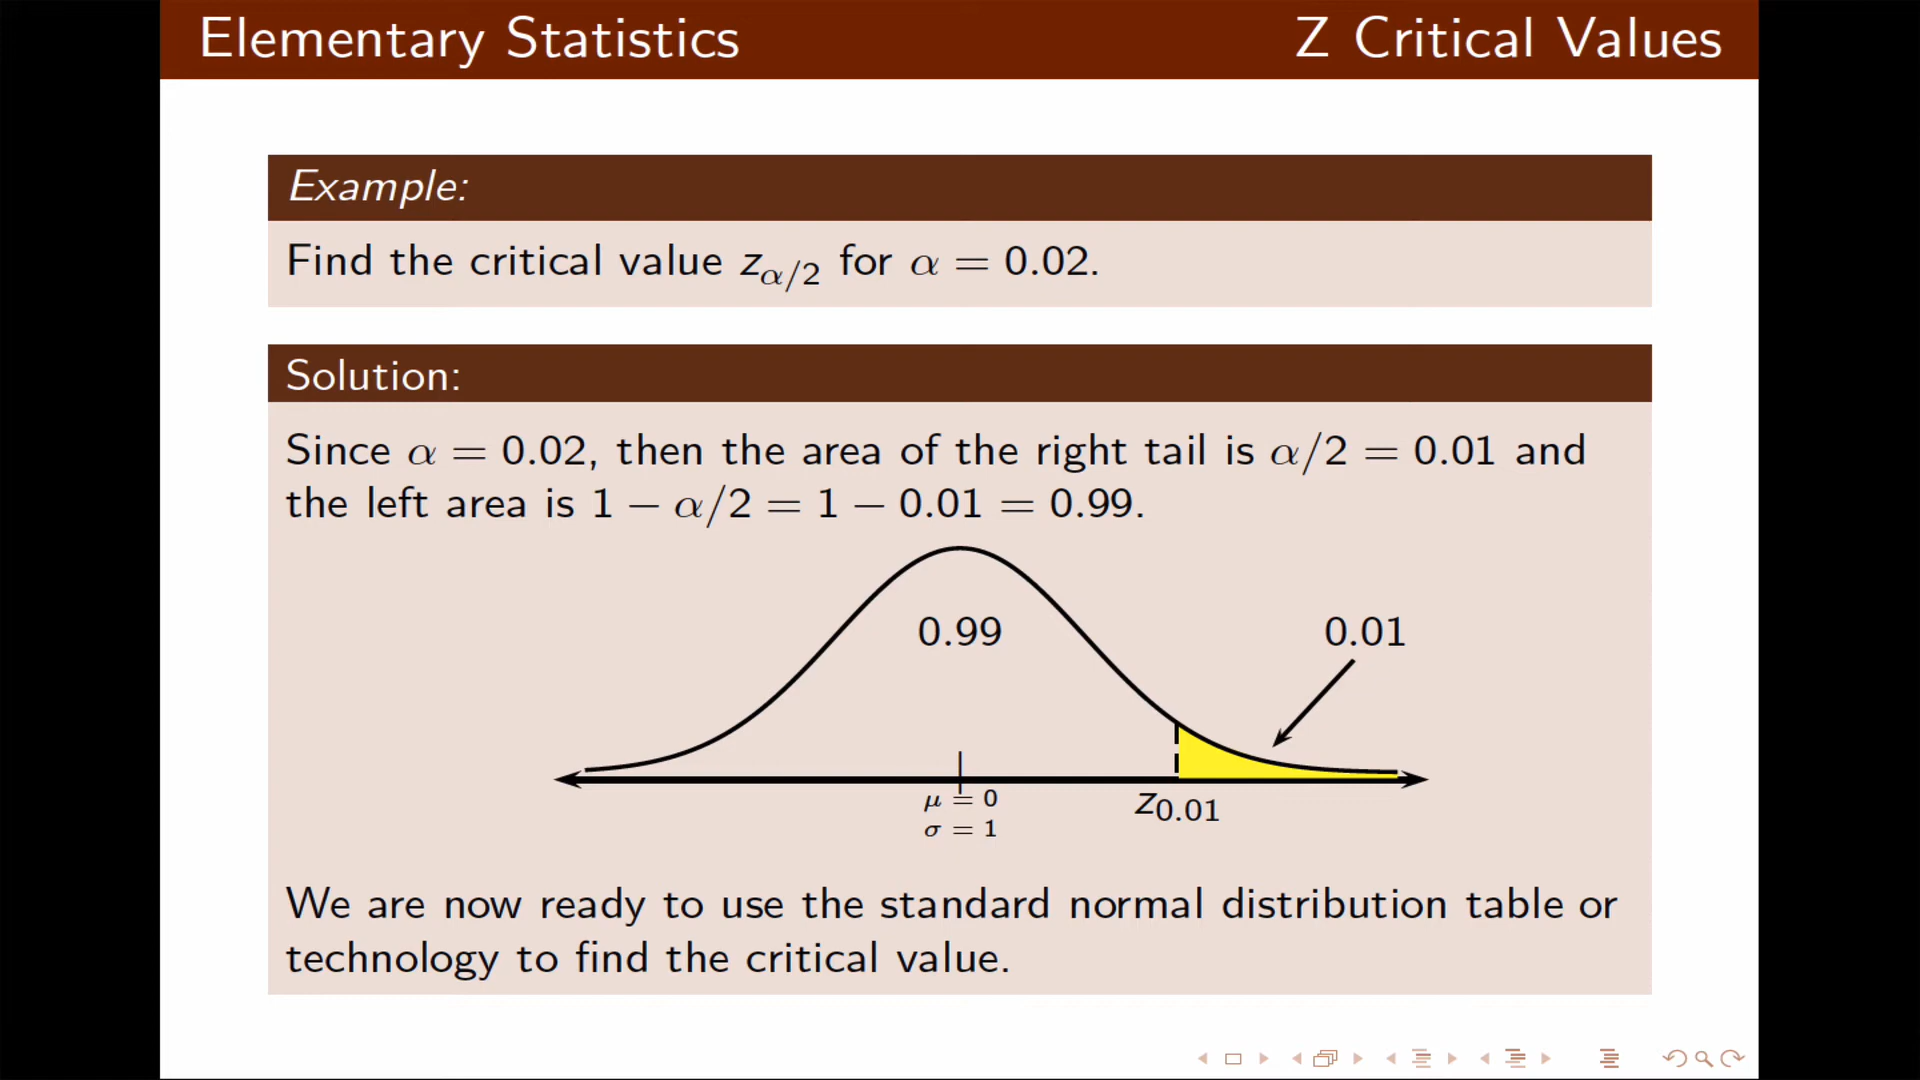 Elementary Statistics
Z Critical Values
Example:
Find the critical value z_{α/2} for α = 0.02.
Solution:
Since α = 0.02, then the area of the right tail is α/2 = 0.01 and
the left area is 1 − α/2 = 1 − 0.01 = 0.99.
0.99
0.01
μ = 0
σ = 1
z_{0.01}
We are now ready to use the standard normal distribution table or
technology to find the critical value.